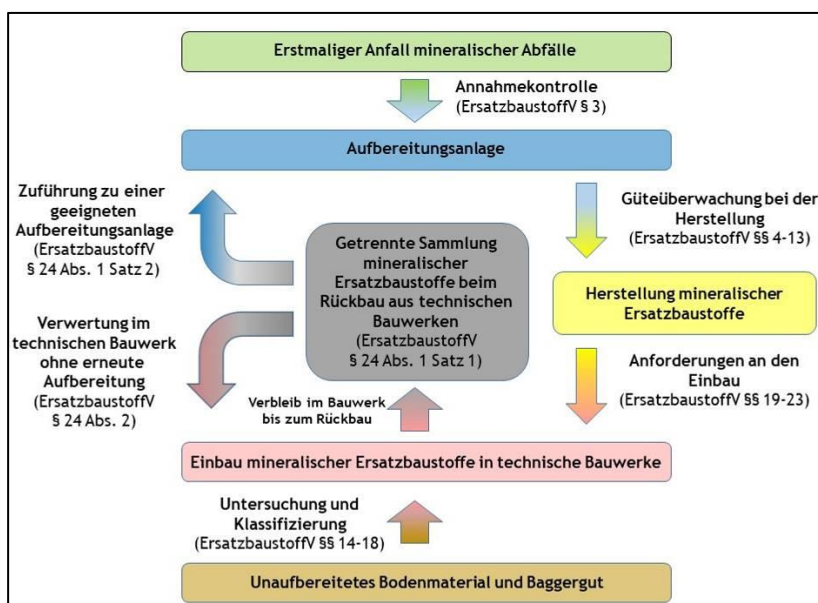 Erstmaliger Anfall mineralischer Abfälle
Annahmekontrolle
(ErsatzbaustoffV § 3)
Aufbereitungsanlage
Zuführung zu einer
geeigneten
Aufbereitungsanlage
(ErsatzbaustoffV
§ 24 Abs. 1 Satz 2)
Getrennte Sammlung
mineralischer
Ersatzbaustoffe beim
Rückbau aus technischen
Bauwerken
(ErsatzbaustoffV
§ 24 Abs. 1 Satz 1)
Güteüberwachung bei der
Herstellung
(ErsatzbaustoffV §§ 4-13)
Herstellung mineralischer
Ersatzbaustoffe
Verwertung im
technischen Bauwerk
ohne erneute
Aufbereitung
(ErsatzbaustoffV
§ 24 Abs. 2)
Verbleib im Bauwerk
bis zum Rückbau
Anforderungen an den
Einbau
(ErsatzbaustoffV §§ 19-23)
Einbau mineralischer Ersatzbaustoffe in technische Bauwerke
Untersuchung und
Klassifizierung
(ErsatzbaustoffV §§ 14-18)
Unaufbereitetes Bodenmaterial und Baggergut